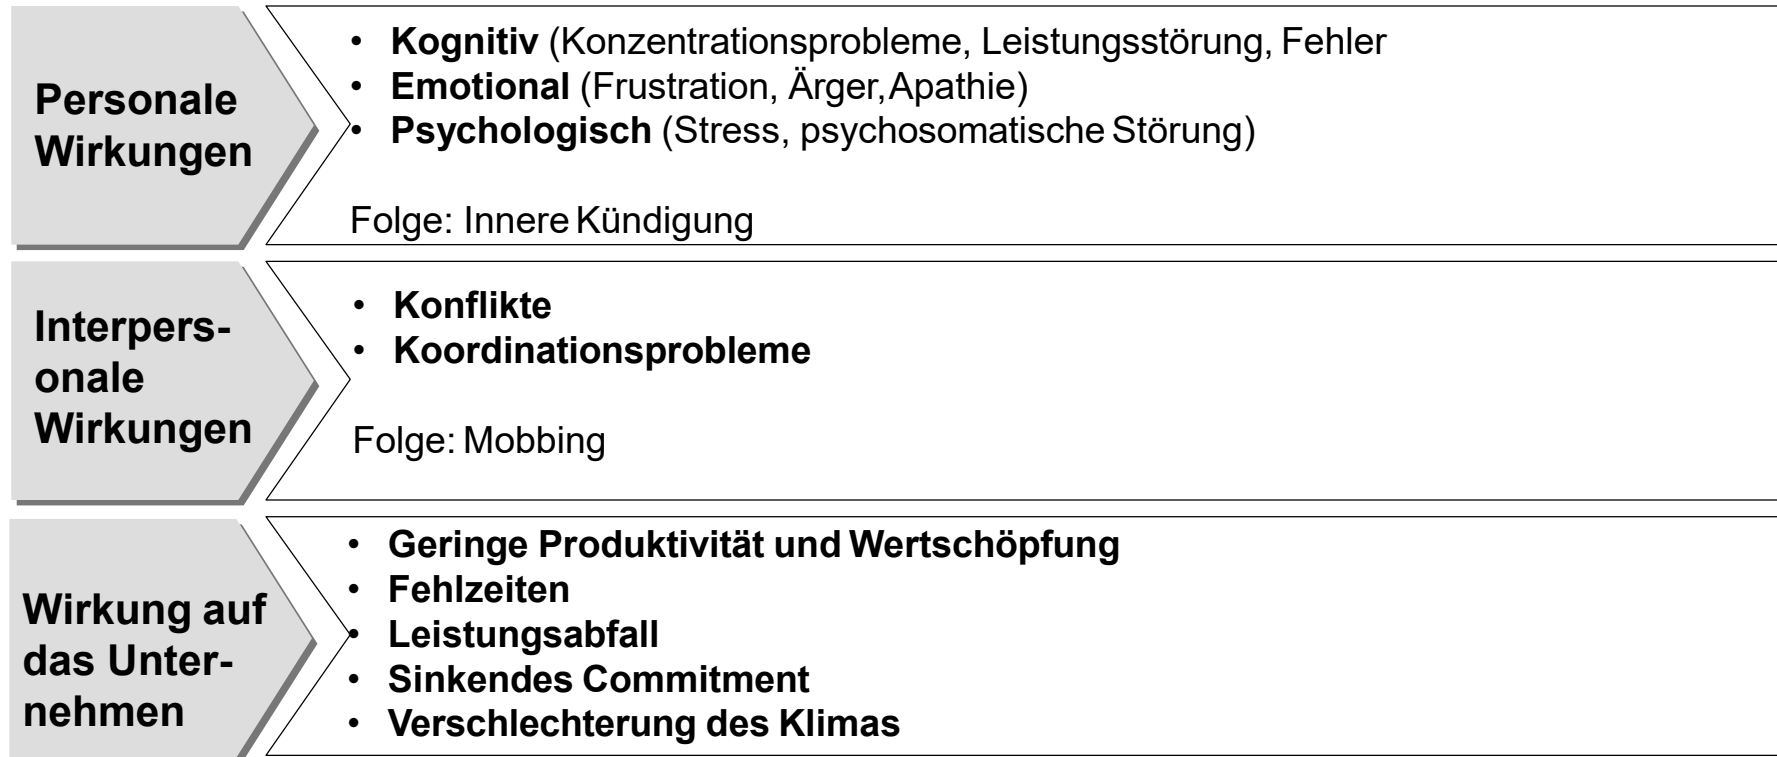 Personale
Wirkungen
• Kognitiv (Konzentrationsprobleme, Leistungsstörung, Fehler
• Emotional (Frustration, Ärger, Apathie)
• Psychologisch (Stress, psychosomatische Störung)
Folge: Innere Kündigung
Interpers-
onale
Wirkungen
• Konflikte
• Koordinationsprobleme
Folge: Mobbing
Wirkung auf
das Unter-
nehmen
• Geringe Produktivität und Wertschöpfung
• Fehlzeiten
• Leistungsabfall
• Sinkendes Commitment
• Verschlechterung des Klimas